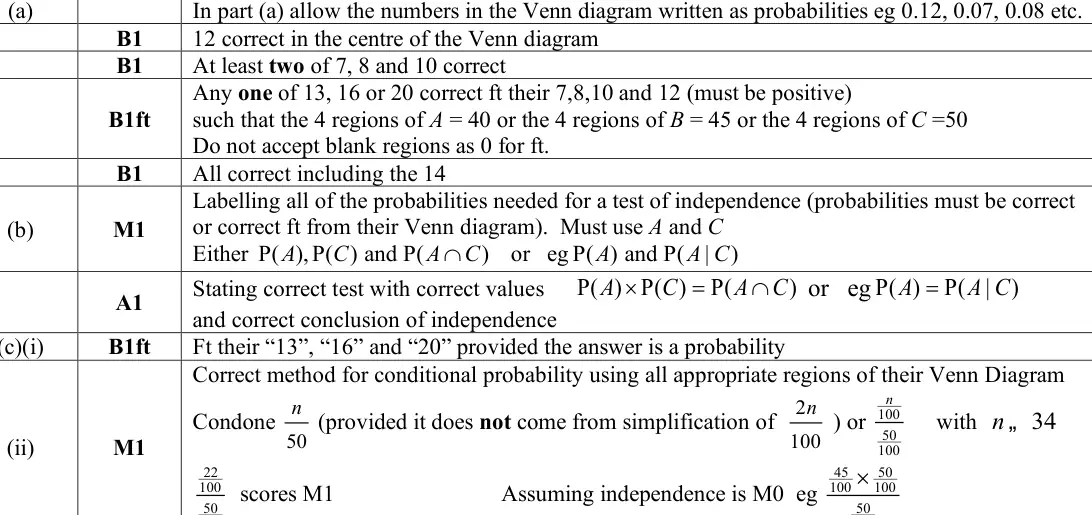 (a) In part (a) allow the numbers in the Venn diagram written as probabilities eg 0.12, 0.07, 0.08 etc.
B1 12 correct in the centre of the Venn diagram
B1 At least two of 7, 8 and 10 correct
Any one of 13, 16 or 20 correct ft their 7,8,10 and 12 (must be positive)
B1ft such that the 4 regions of A = 40 or the 4 regions of B = 45 or the 4 regions of C =50
Do not accept blank regions as 0 for ft.
B1 All correct including the 14
Labelling all of the probabilities needed for a test of independence (probabilities must be correct
(b) M1 or correct ft from their Venn diagram). Must use A and C
Either P(A), P(C) and P(A ∩ C) or eg P(A) and P(A | C)
A1 Stating correct test with correct values P(A) × P(C) = P(A ∩ C) or eg P(A) = P(A | C)
and correct conclusion of independence
(c)(i) B1ft Ft their “13”, “16” and “20” provided the answer is a probability
Correct method for conditional probability using all appropriate regions of their Venn Diagram
(ii) M1 Condone n/50 (provided it does not come from simplification of 2n/100 ) or (n/100)/(50/100) with n „ 34
(22/100)/(50 scores M1 Assuming independence is M0 eg (45/100 × 50/100)/(50